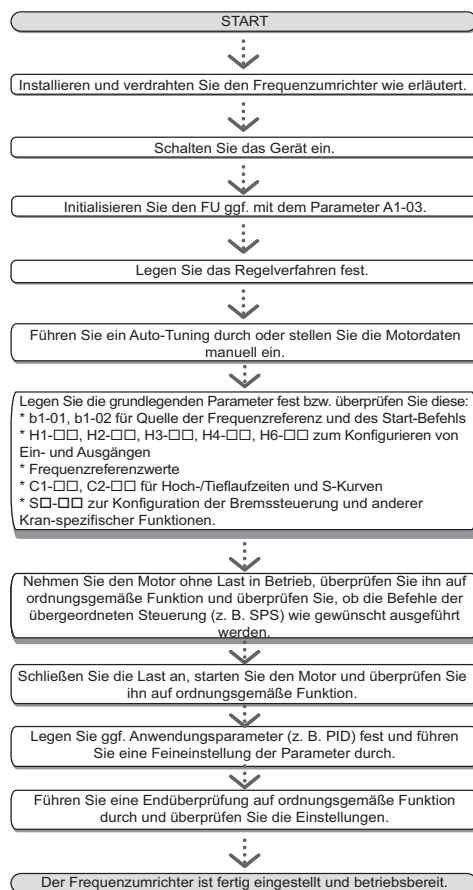 START
Installieren und verdrahten Sie den Frequenzumrichter wie erläutert.
Schalten Sie das Gerät ein.
Initialisieren Sie den FU ggf. mit dem Parameter A1-03.
Legen Sie das Regelverfahren fest.
Führen Sie ein Auto-Tuning durch oder stellen Sie die Motordaten
manuell ein.
Legen Sie die grundlegenden Parameter fest bzw. überprüfen Sie diese:
* b1-01, b1-02 für Quelle der Frequenzreferenz und des Start-Befehls
* H1-□□, H2-□□, H3-□□, H4-□□, H6-□□ zum Konfigurieren von
Ein- und Ausgängen
* Frequenzreferenzwerte
* C1-□□, C2-□□ für Hoch-/Tieflaufzeiten und S-Kurven
* S□-□□ zur Konfiguration der Bremssteuerung und anderer
Kran-spezifischer Funktionen.
Nehmen Sie den Motor ohne Last in Betrieb, überprüfen Sie ihn auf
ordnungsgemäße Funktion und überprüfen Sie, ob die Befehle der
übergeordneten Steuerung (z. B. SPS) wie gewünscht ausgeführt
werden.
Schließen Sie die Last an, starten Sie den Motor und überprüfen Sie
ihn auf ordnungsgemäße Funktion.
Legen Sie ggf. Anwendungsparameter (z. B. PID) fest und führen
Sie eine Feineinstellung der Parameter durch.
Führen Sie eine Endüberprüfung auf ordnungsgemäße Funktion
durch und überprüfen Sie die Einstellungen.
Der Frequenzumrichter ist fertig eingestellt und betriebsbereit.